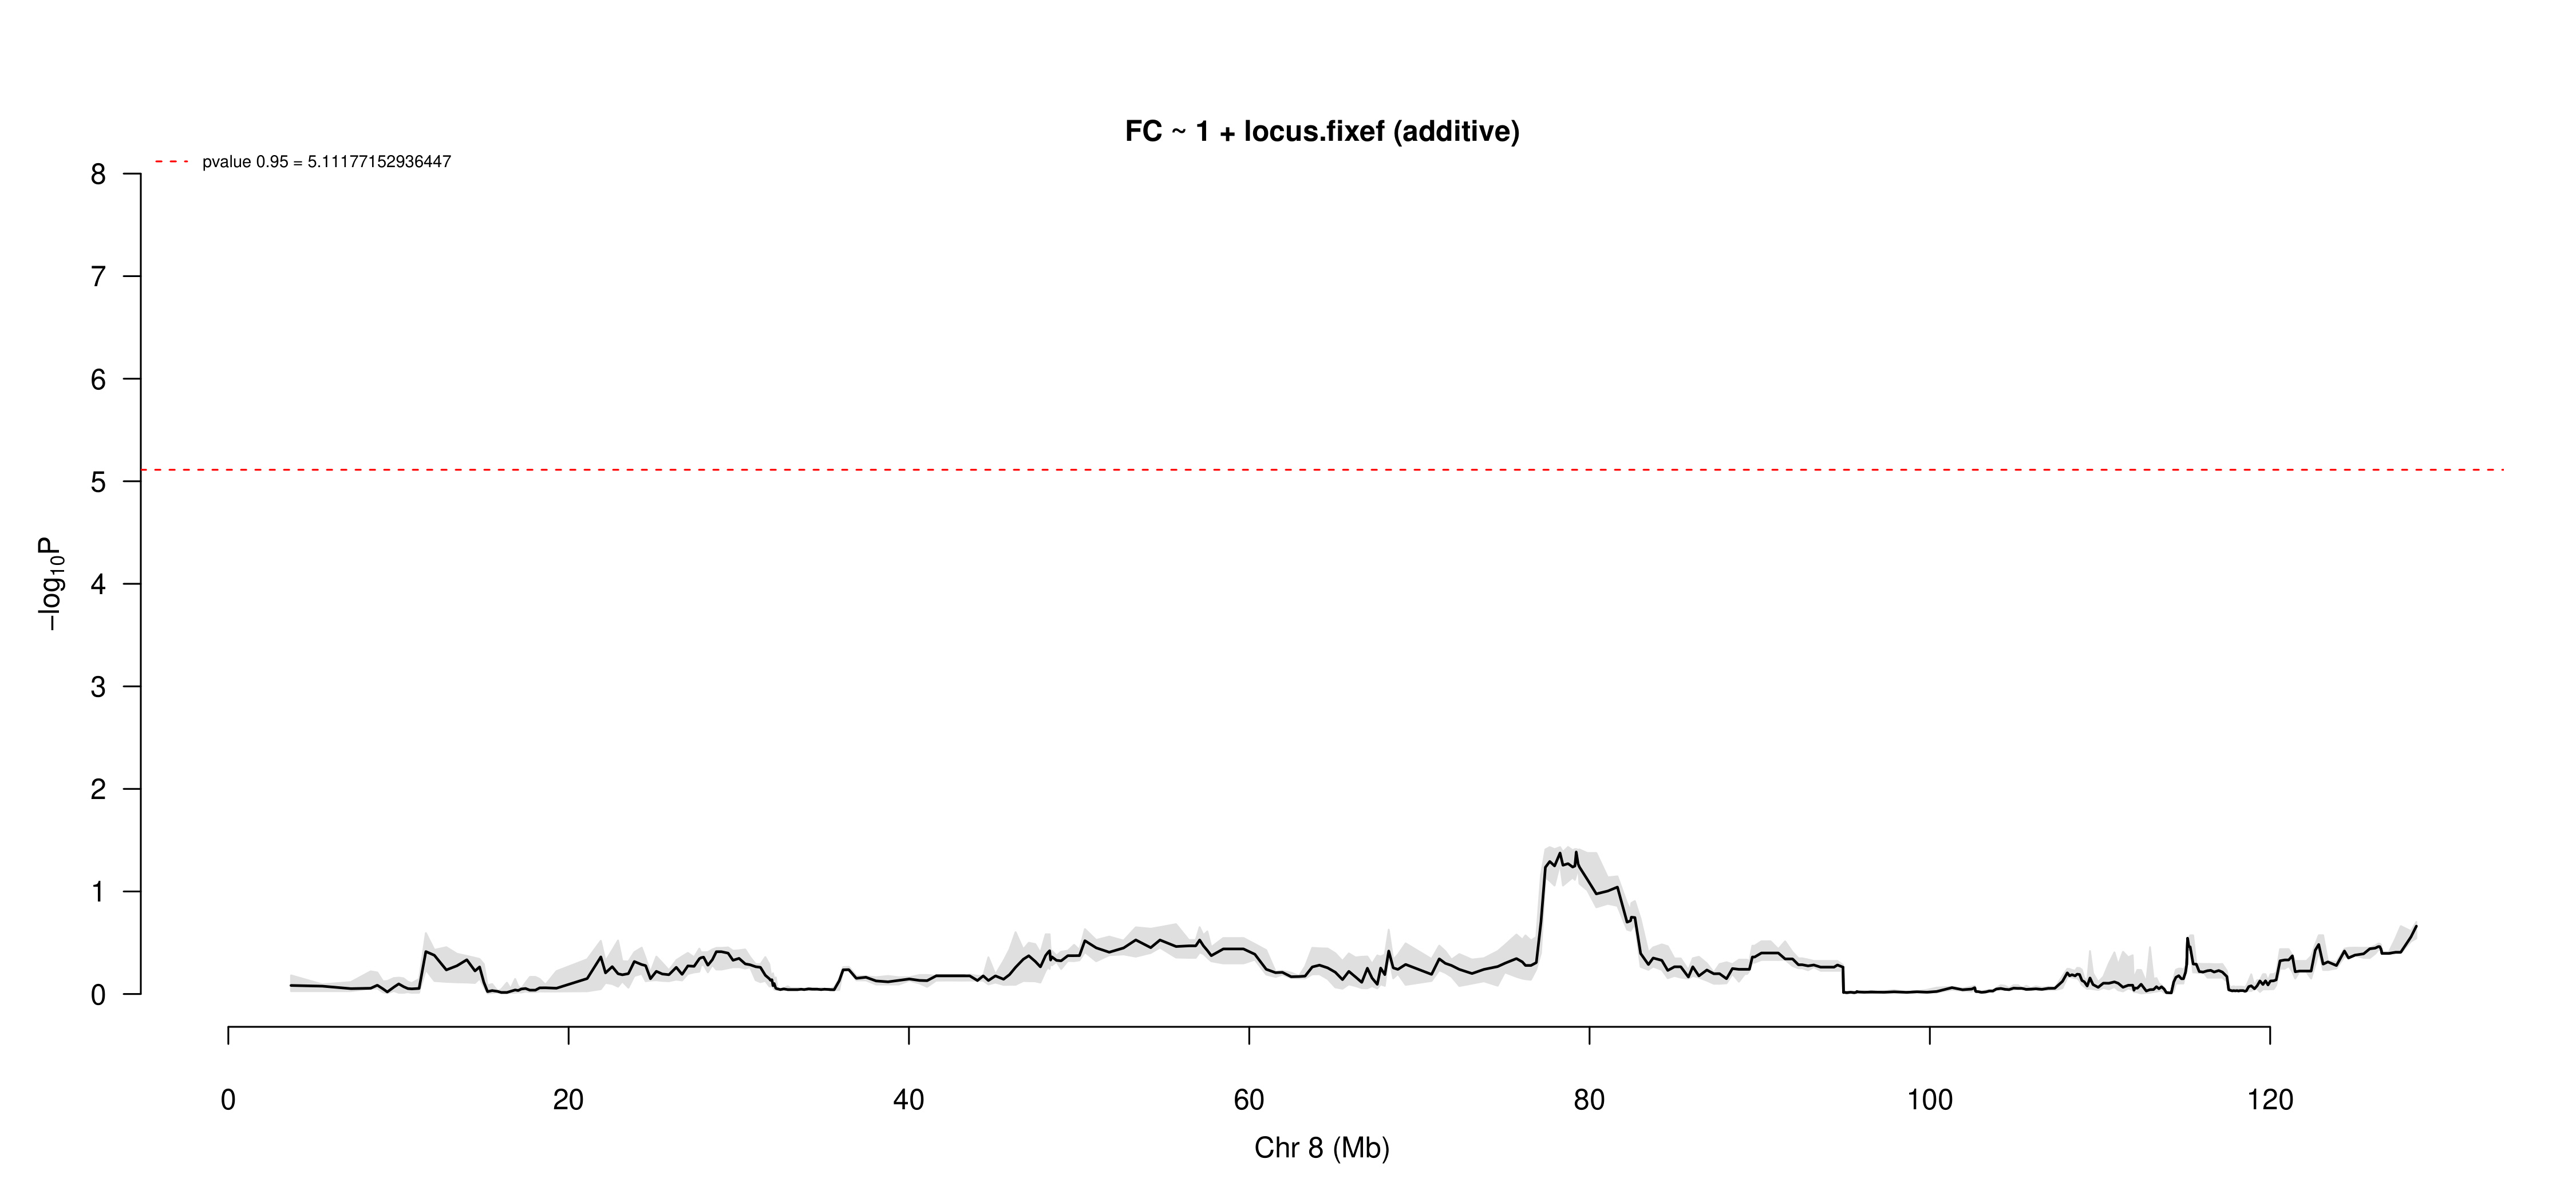 FC ~ 1 + locus.fixef (additive)
pvalue 0.95 = 5.11177152936447
8
7
6
5
4
3
2
1
0
−log10P
0 20 40 60 80 100 120
Chr 8 (Mb)